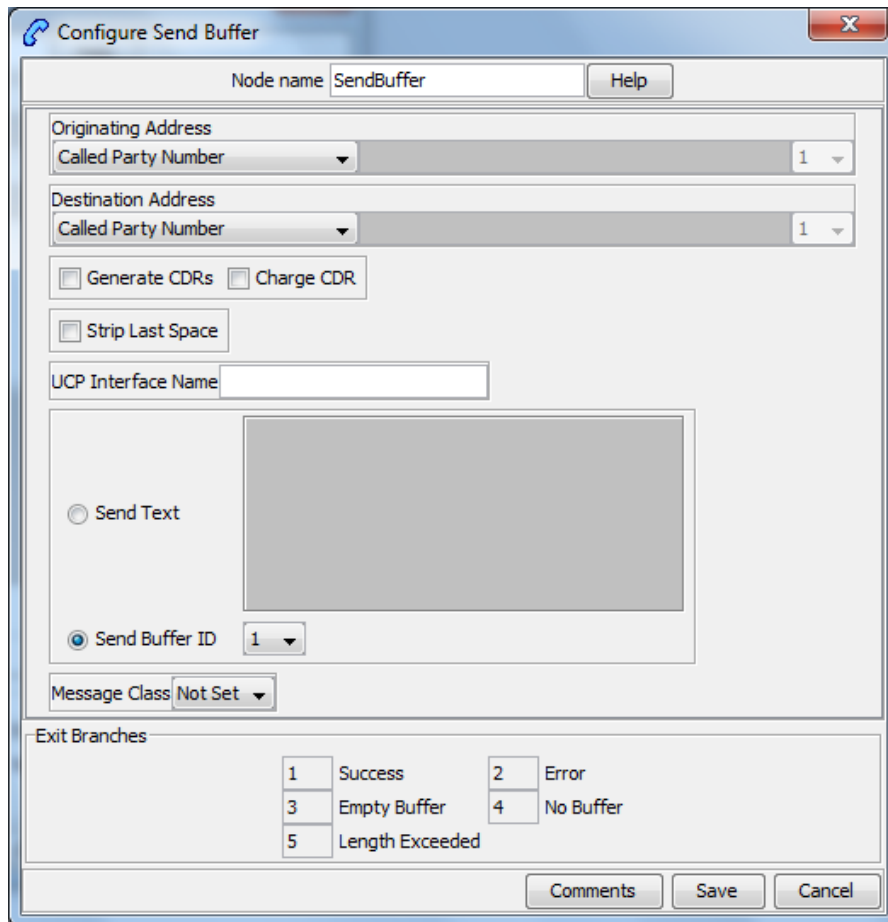 Configure Send Buffer
Node name SendBuffer Help
Originating Address
Called Party Number 1
Destination Address
Called Party Number 1
Generate CDRs Charge CDR
Strip Last Space
UCP Interface Name
Send Text
Send Buffer ID 1
Message Class Not Set
Exit Branches
1 Success 2 Error
3 Empty Buffer 4 No Buffer
5 Length Exceeded
Comments Save Cancel